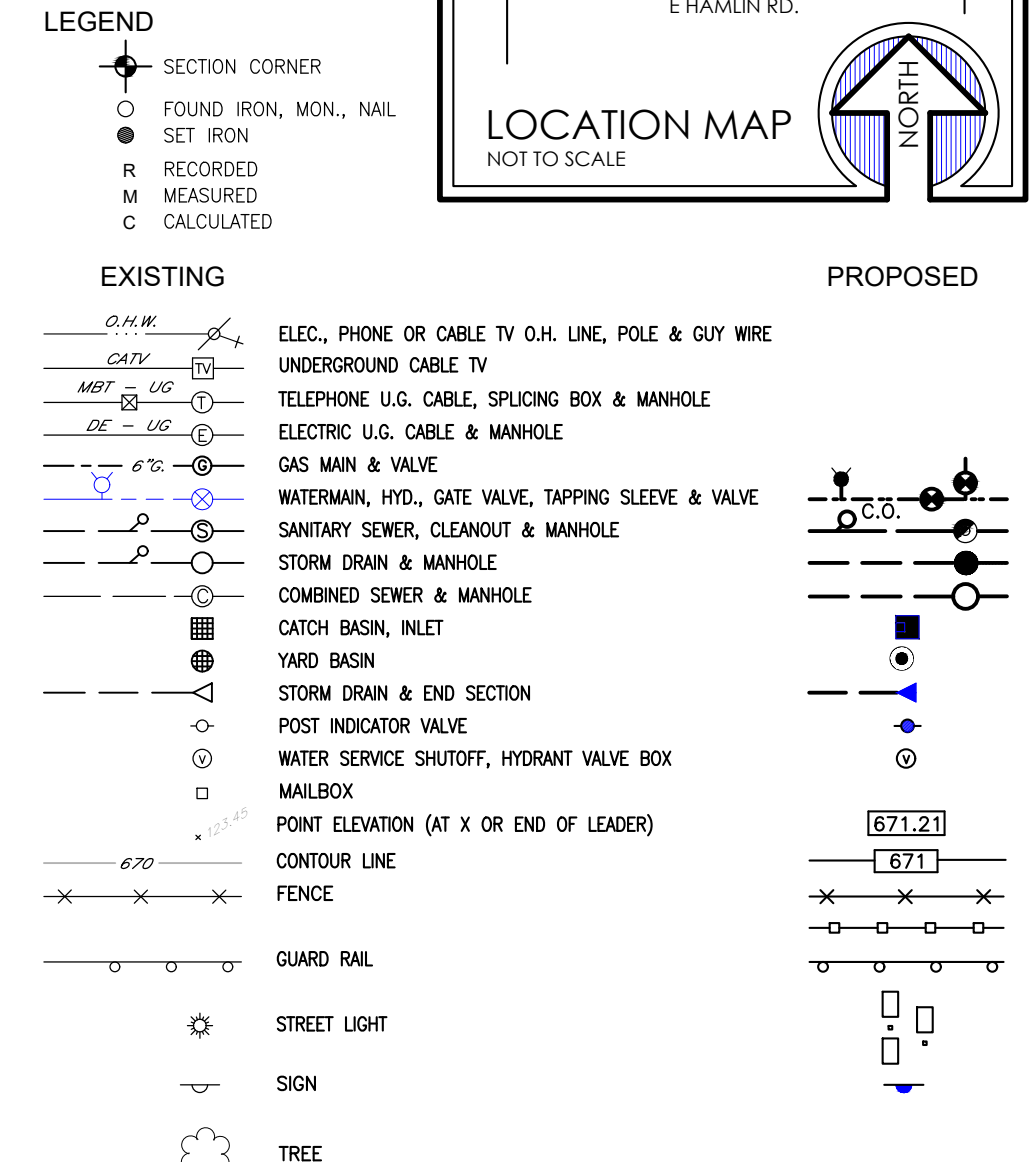 LEGEND
SECTION CORNER
FOUND IRON, MON., NAIL
SET IRON
R RECORDED
M MEASURED
C CALCULATED
E HAMLIN RD.
LOCATION MAP
NOT TO SCALE
NORTH
EXISTING PROPOSED
O.H.W. ELEC., PHONE OR CABLE TV O.H. LINE, POLE & GUY WIRE
CATV TV UNDERGROUND CABLE TV
MBT - UG T TELEPHONE U.G. CABLE, SPLICING BOX & MANHOLE
DE - UG E ELECTRIC U.G. CABLE & MANHOLE
6"G. G GAS MAIN & VALVE
WATERMAIN, HYD., GATE VALVE, TAPPING SLEEVE & VALVE
S SANITARY SEWER, CLEANOUT & MANHOLE C.O.
STORM DRAIN & MANHOLE
C COMBINED SEWER & MANHOLE
CATCH BASIN, INLET
YARD BASIN
STORM DRAIN & END SECTION
POST INDICATOR VALVE
V WATER SERVICE SHUTOFF, HYDRANT VALVE BOX V
MAILBOX
x 123.45 POINT ELEVATION (AT X OR END OF LEADER) 671.21
670 CONTOUR LINE 671
FENCE
GUARD RAIL
STREET LIGHT
SIGN
TREE